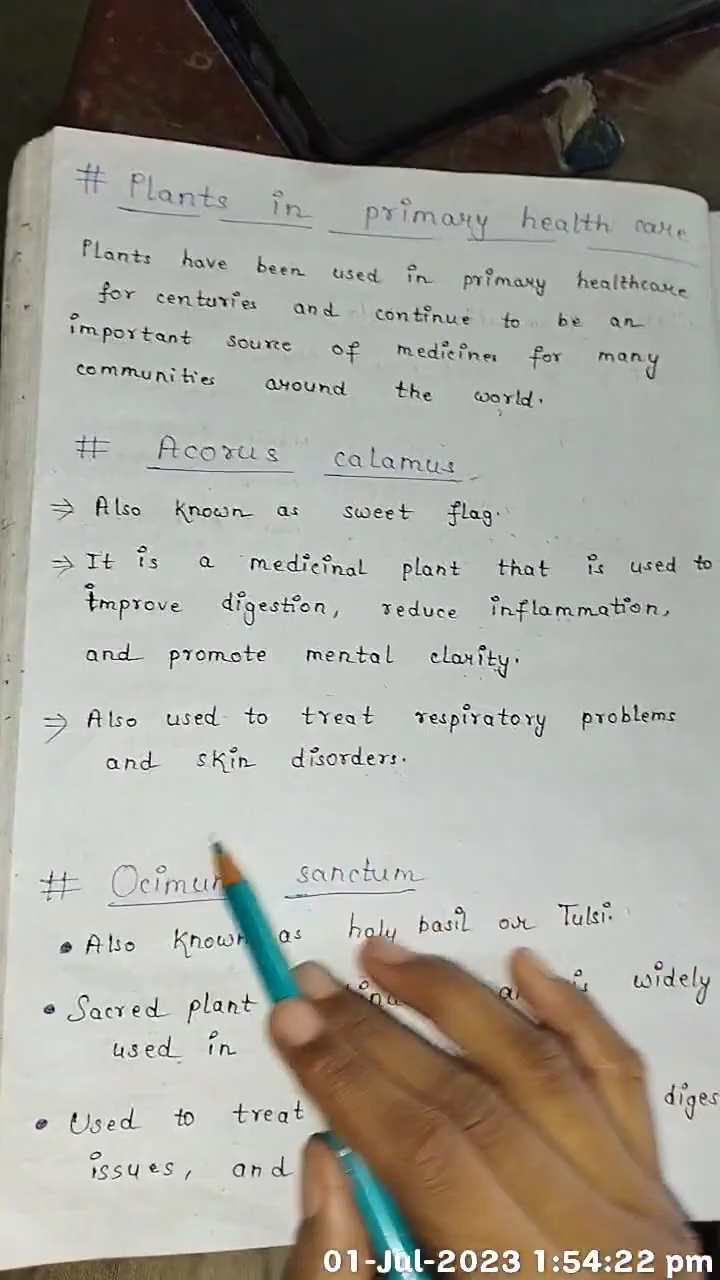 # Plants in primary health care
Plants have been used in primary healthcare
for centuries and continue to be an
important source of medicines for many
communities around the world.
# Acorus calamus
⇒ Also known as sweet flag.
⇒ It is a medicinal plant that is used to
improve digestion, reduce inflammation,
and promote mental clarity.
⇒ Also used to treat respiratory problems
and skin disorders.
# Ocimum sanctum
• Also known as holy basil or Tulsi.
• Sacred plant is widely
used in
• Used to treat
issues, and
01-Jul-2023 1:54:22 pm